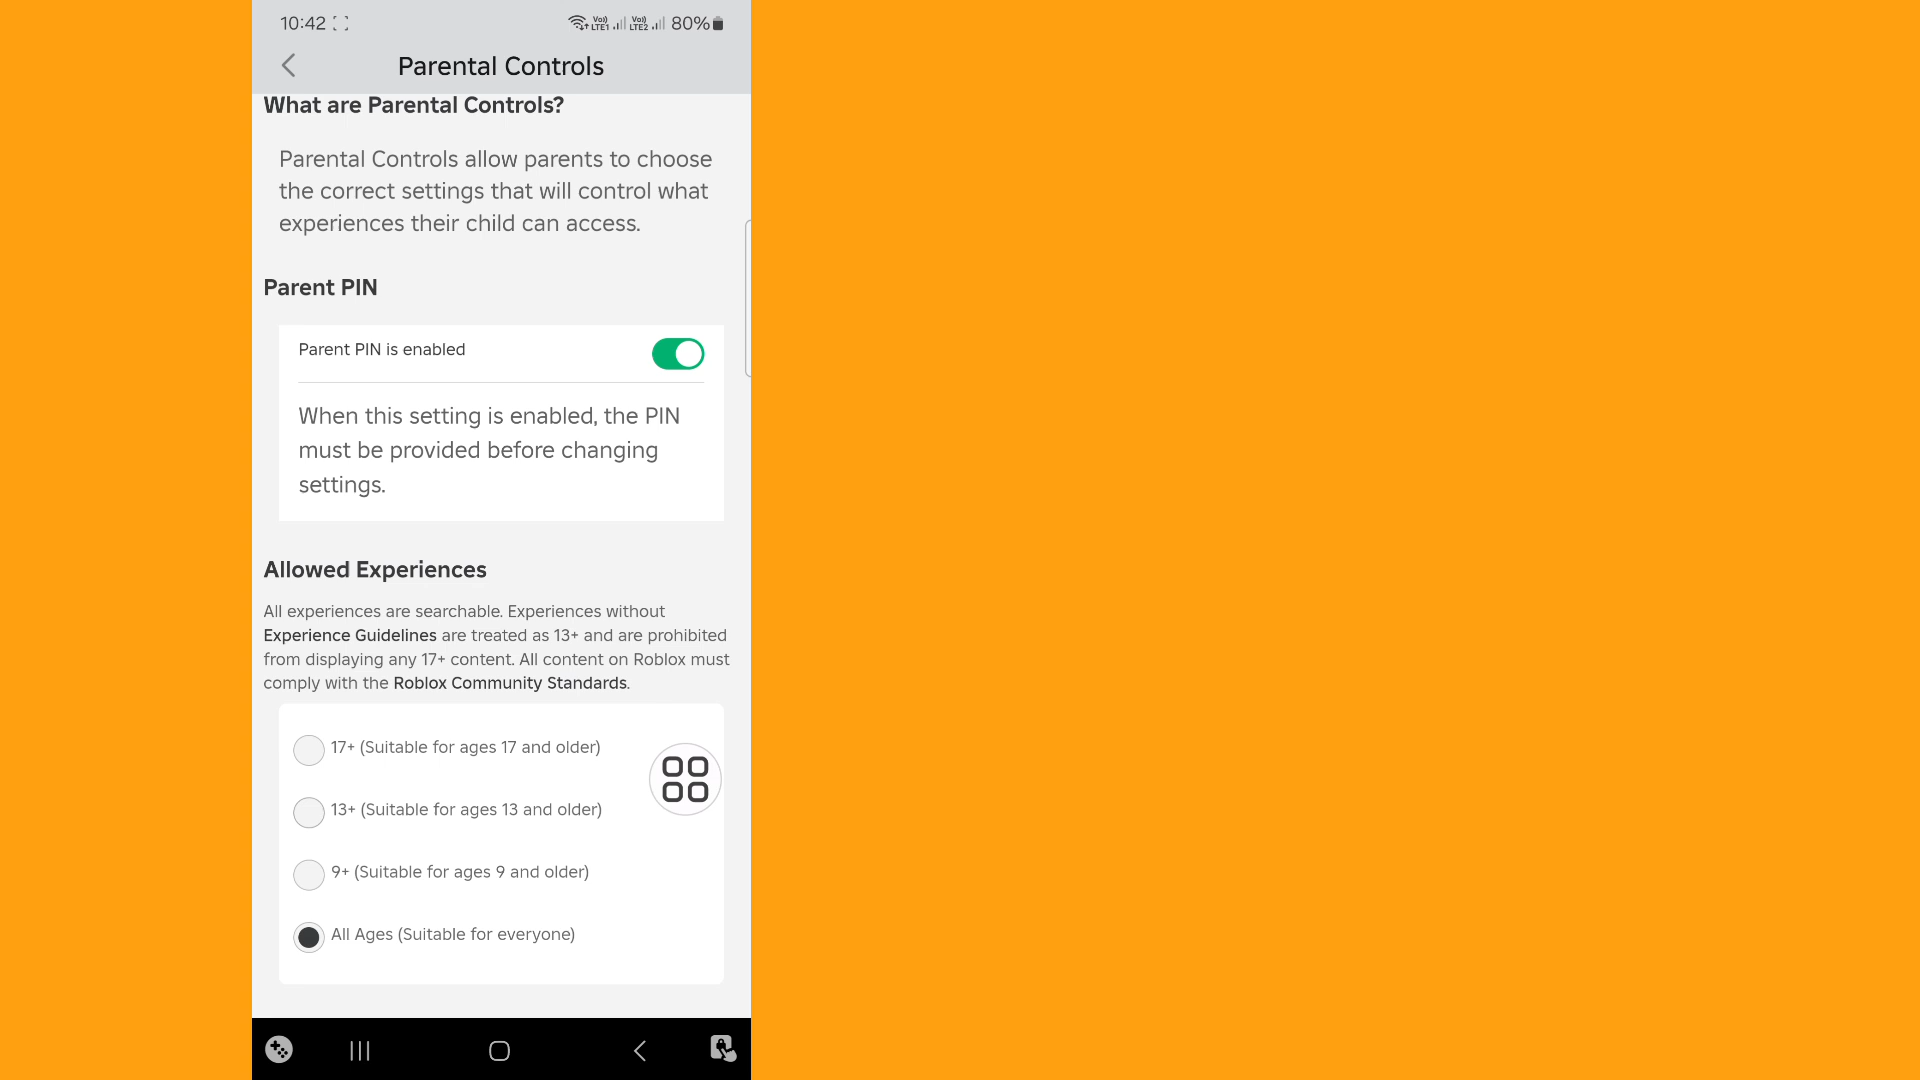 10:42
Vo)) LTE1 Vo)) LTE2 80%
Parental Controls
What are Parental Controls?
Parental Controls allow parents to choose
the correct settings that will control what
experiences their child can access.
Parent PIN
Parent PIN is enabled
When this setting is enabled, the PIN
must be provided before changing
settings.
Allowed Experiences
All experiences are searchable. Experiences without
Experience Guidelines are treated as 13+ and are prohibited
from displaying any 17+ content. All content on Roblox must
comply with the Roblox Community Standards.
17+ (Suitable for ages 17 and older)
13+ (Suitable for ages 13 and older)
9+ (Suitable for ages 9 and older)
All Ages (Suitable for everyone)